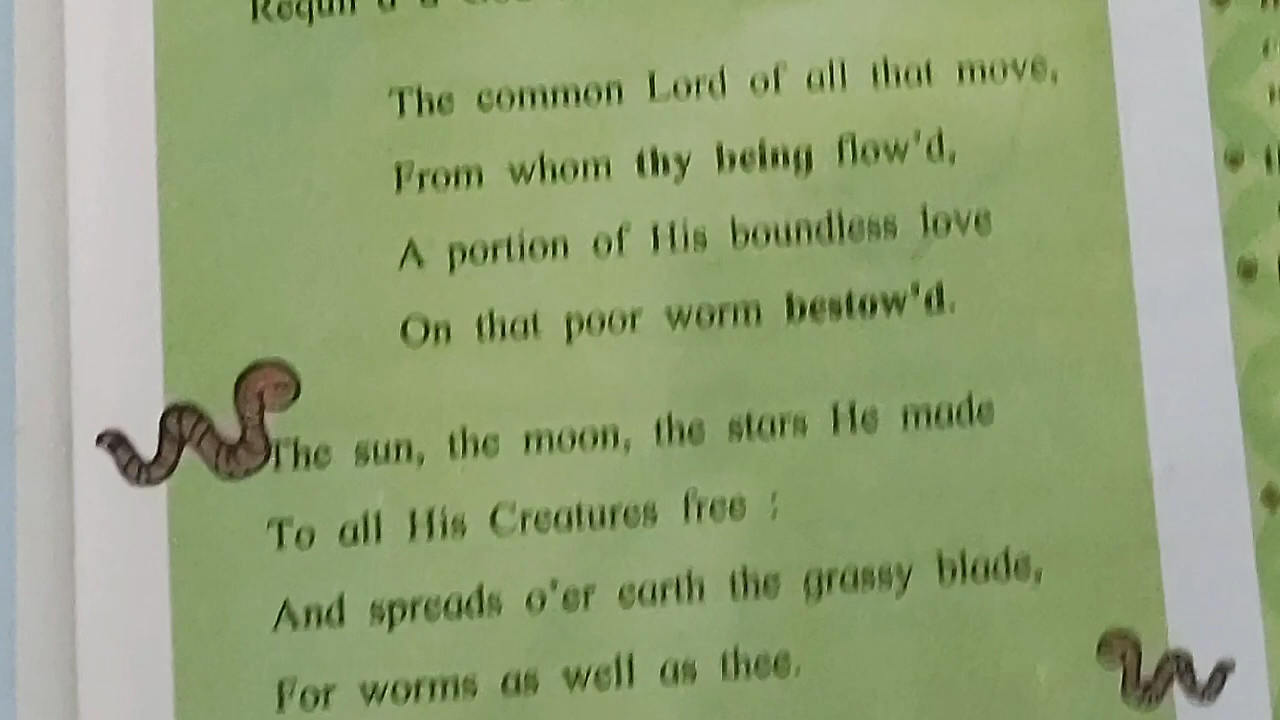 The common Lord of all that move,
From whom thy being flow'd,
A portion of His boundless love
On that poor worm bestow'd.
The sun, the moon, the stars He made
To all His Creatures free ;
And spreads o'er earth the grassy blade,
For worms as well as thee.